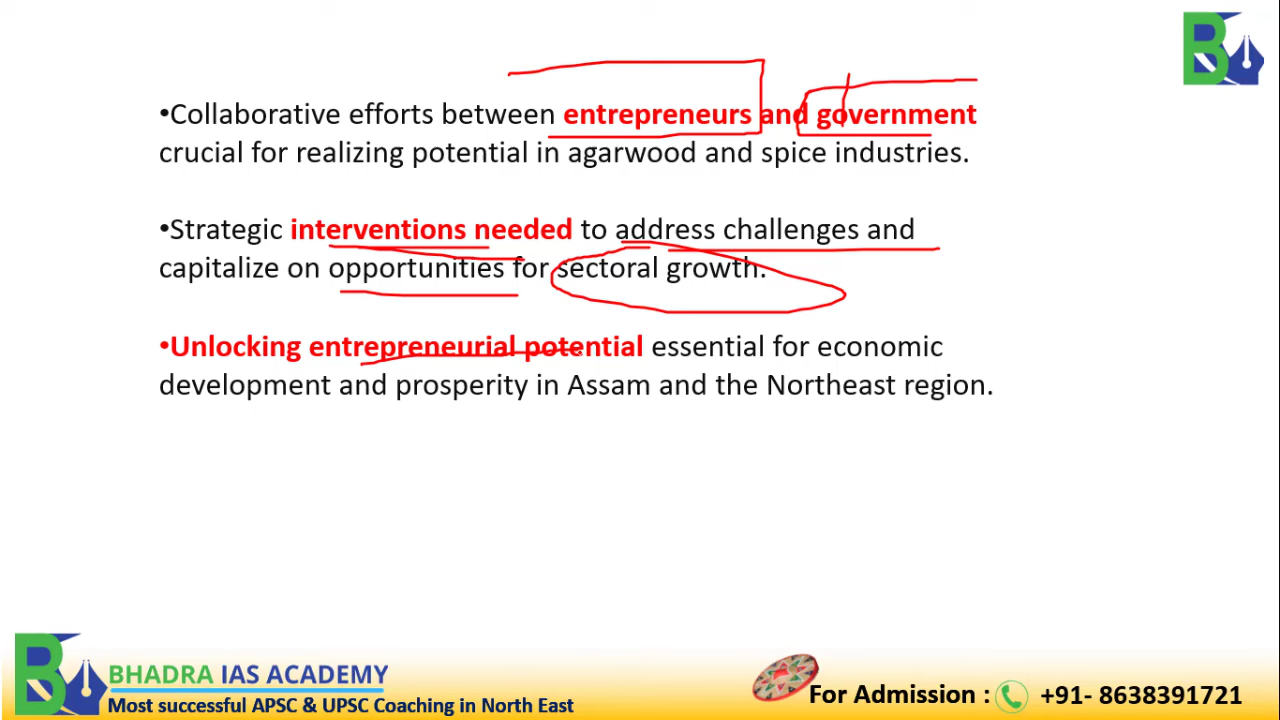 •Collaborative efforts between entrepreneurs and government
crucial for realizing potential in agarwood and spice industries.
•Strategic interventions needed to address challenges and
capitalize on opportunities for sectoral growth.
•Unlocking entrepreneurial potential essential for economic
development and prosperity in Assam and the Northeast region.
BHADRA IAS ACADEMY
Most successful APSC & UPSC Coaching in North East
For Admission : +91- 8638391721